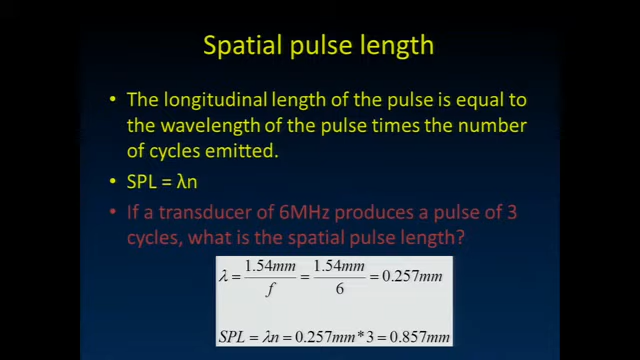 Spatial pulse length
• The longitudinal length of the pulse is equal to
the wavelength of the pulse times the number
of cycles emitted.
• SPL = λn
• If a transducer of 6MHz produces a pulse of 3
cycles, what is the spatial pulse length?
λ = 1.54mm/f = 1.54mm/6 = 0.257mm
SPL = λn = 0.257mm*3 = 0.857mm